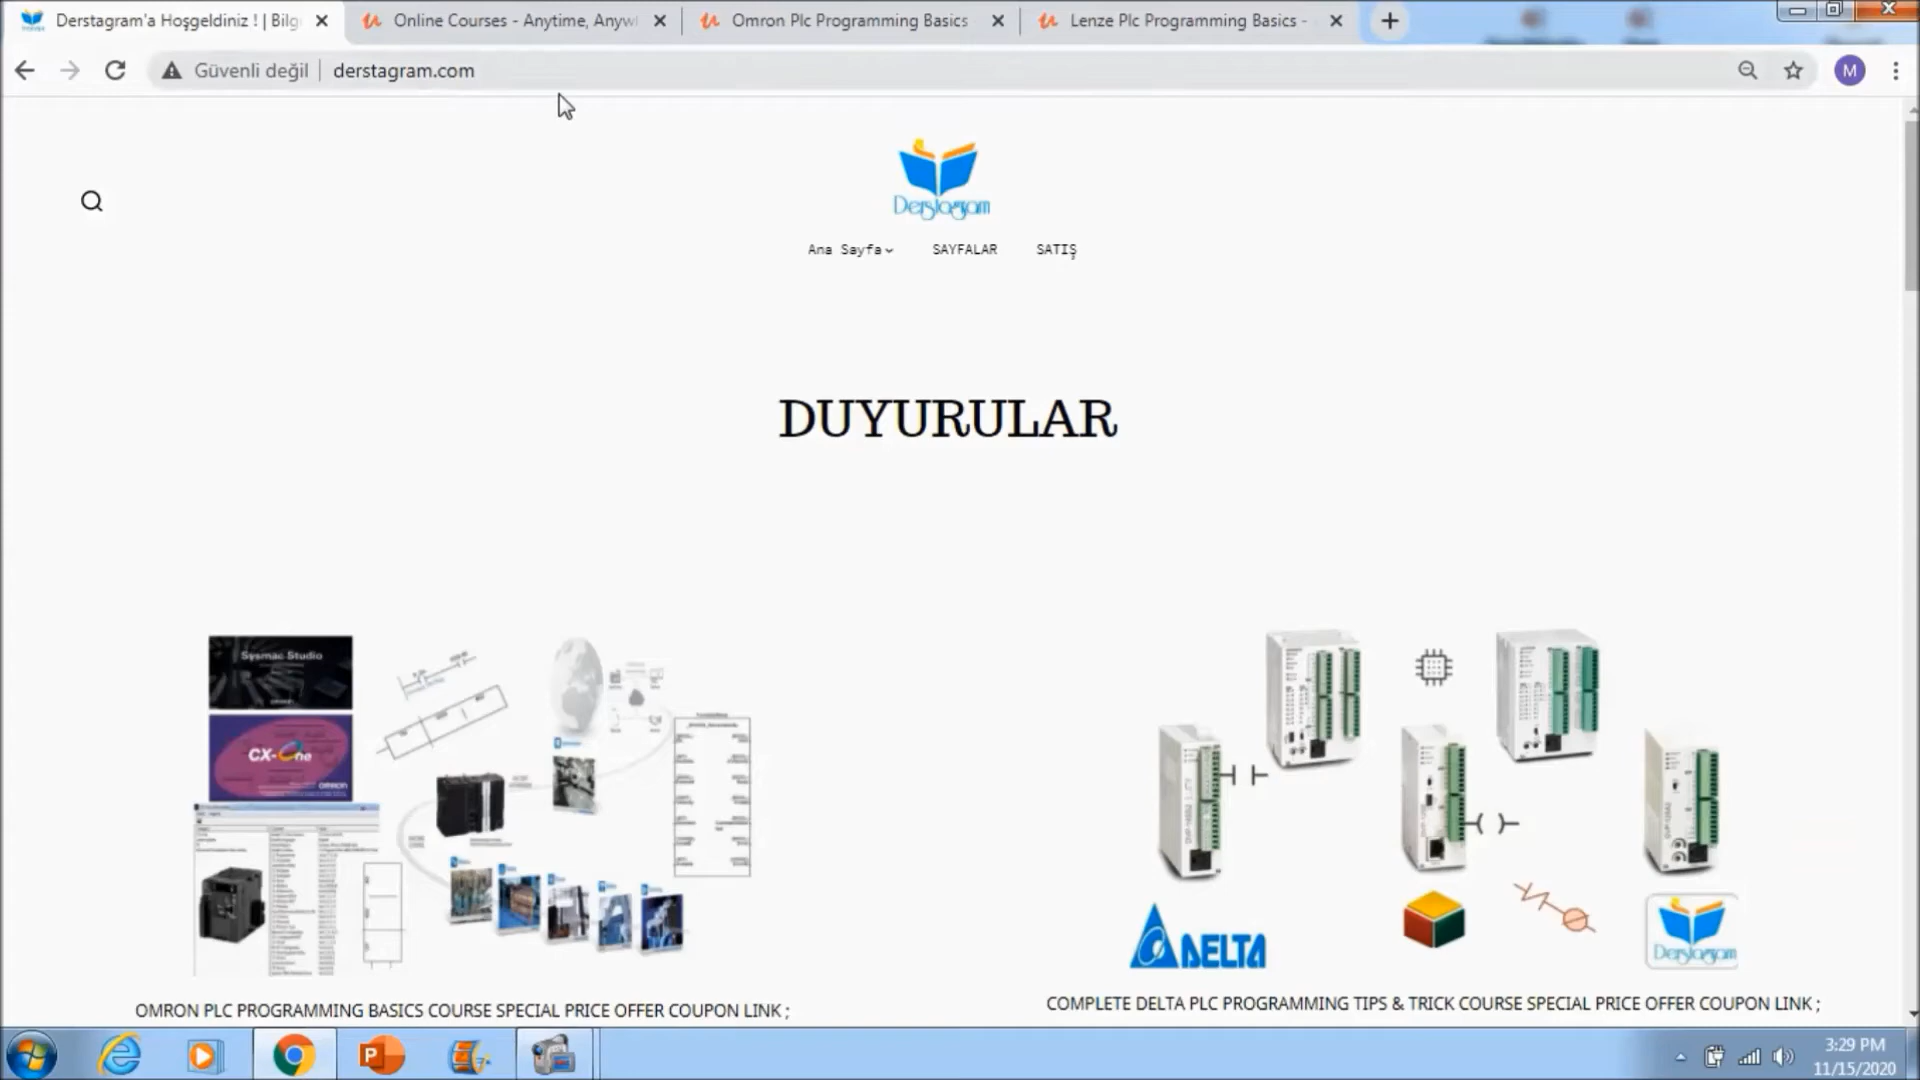 Derstagram'a Hoşgeldiniz ! | Bilg
Online Courses - Anytime, Anyw
Omron Plc Programming Basics
Lenze Plc Programming Basics -
Güvenli değil
derstagram.com
M
Derstagram
Ana Sayfa
SAYFALAR
SATIŞ
DUYURULAR
Sysmac Studio
CX-One
OMRON
DELTA
Derstagram
OMRON PLC PROGRAMMING BASICS COURSE SPECIAL PRICE OFFER COUPON LINK ;
COMPLETE DELTA PLC PROGRAMMING TIPS & TRICK COURSE SPECIAL PRICE OFFER COUPON LINK ;
3:29 PM
11/15/2020